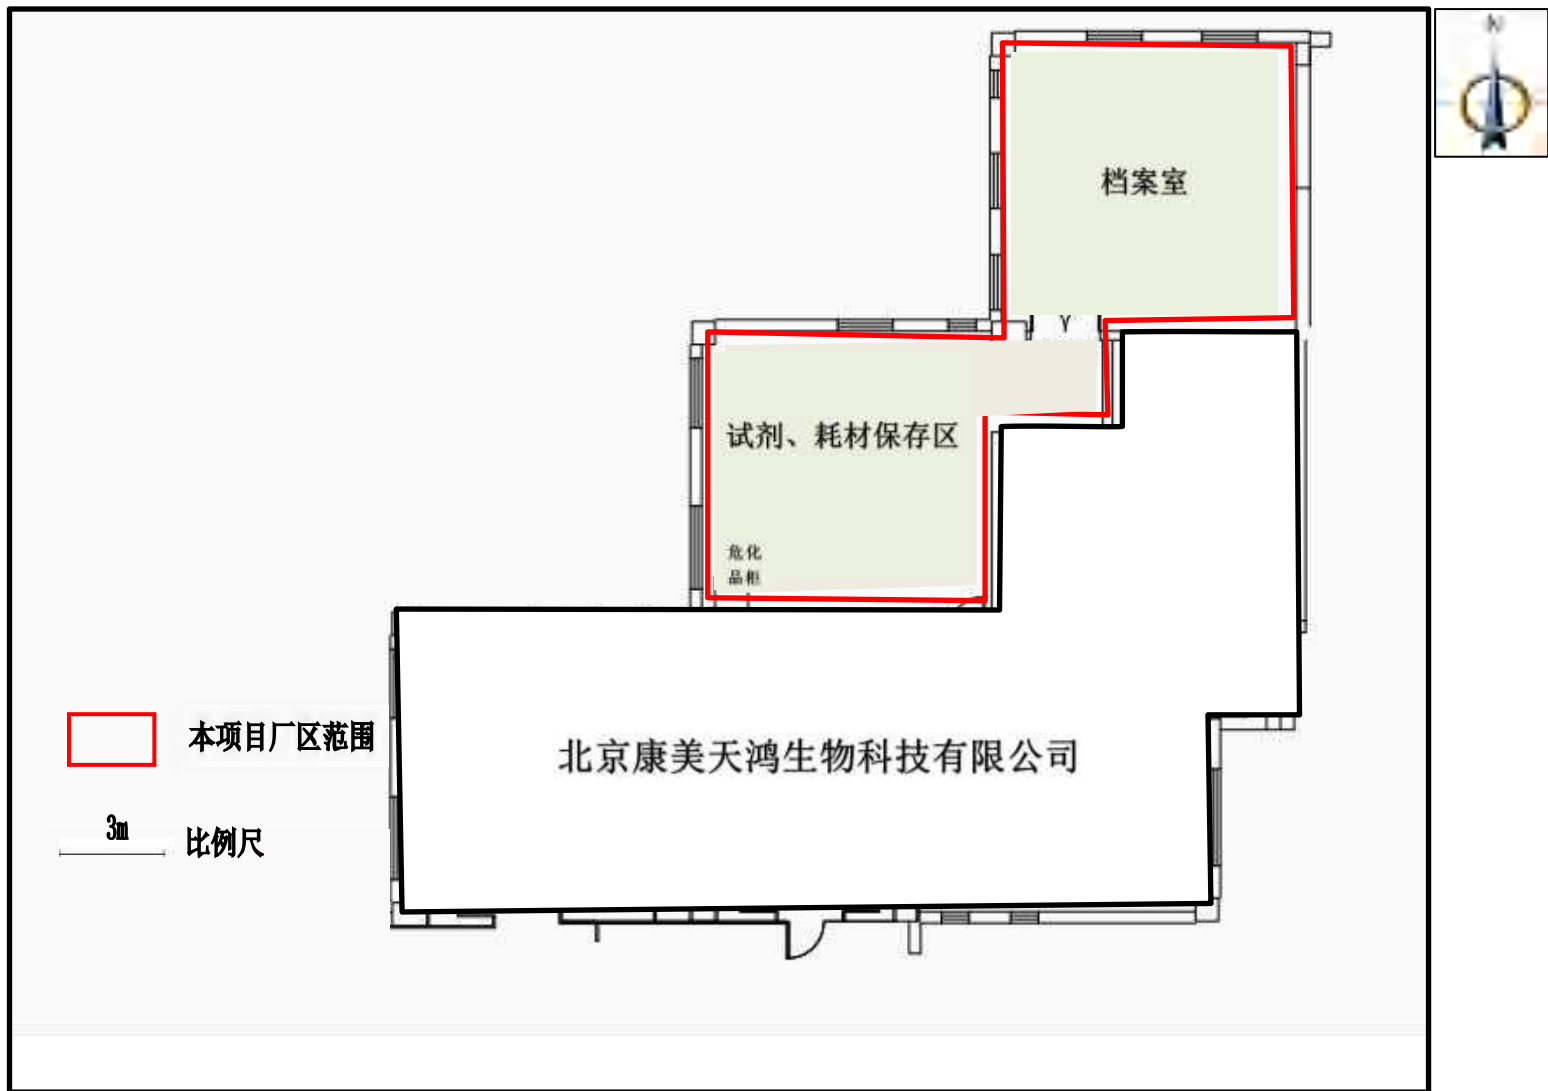 N
档案室
试剂、耗材保存区
危化
品柜
本项目厂区范围
北京康美天鸿生物科技有限公司
3m
比例尺